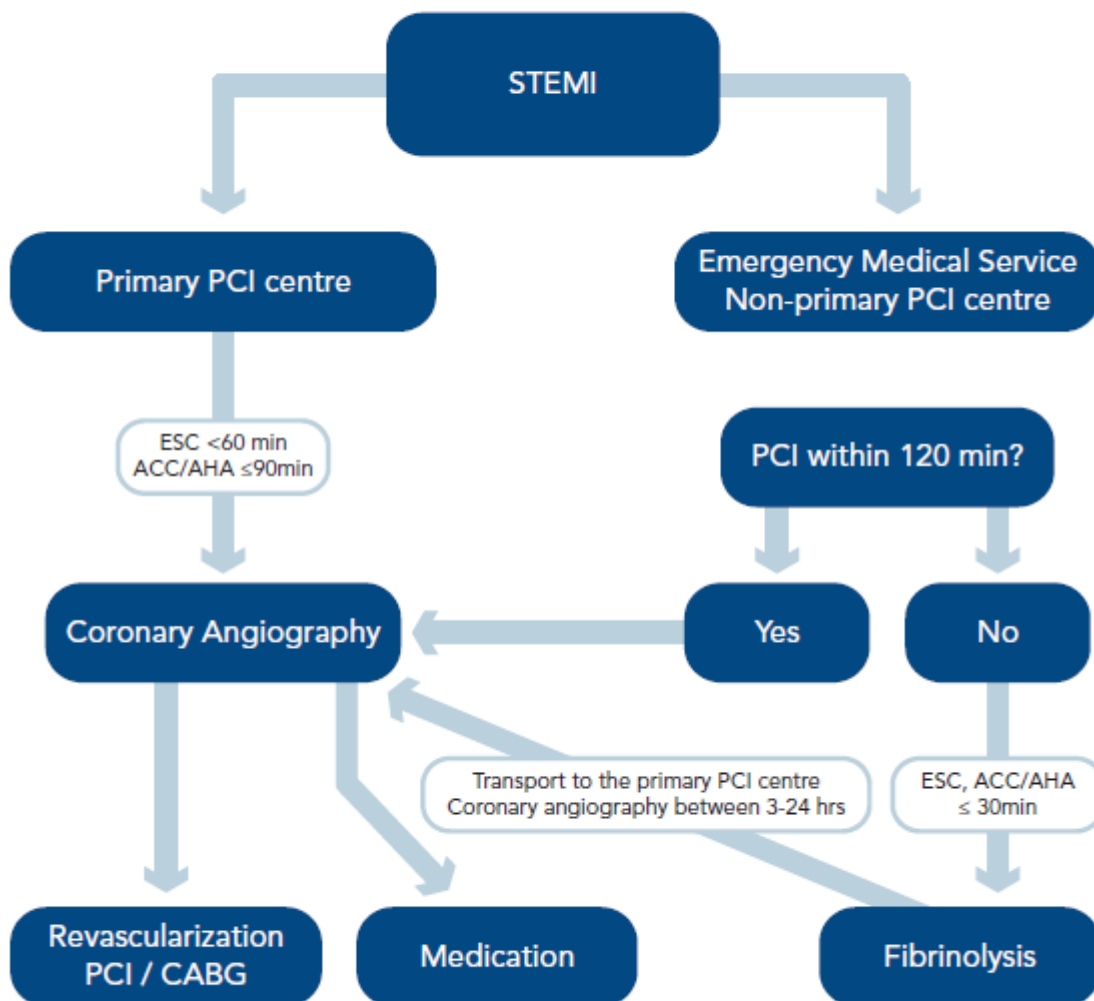 STEMI
Primary PCI centre
Emergency Medical Service
Non-primary PCI centre
ESC <60 min
ACC/AHA ≤90min
PCI within 120 min?
Coronary Angiography
Yes
No
Transport to the primary PCI centre
Coronary angiography between 3-24 hrs
ESC, ACC/AHA
≤ 30min
Revascularization
PCI / CABG
Medication
Fibrinolysis